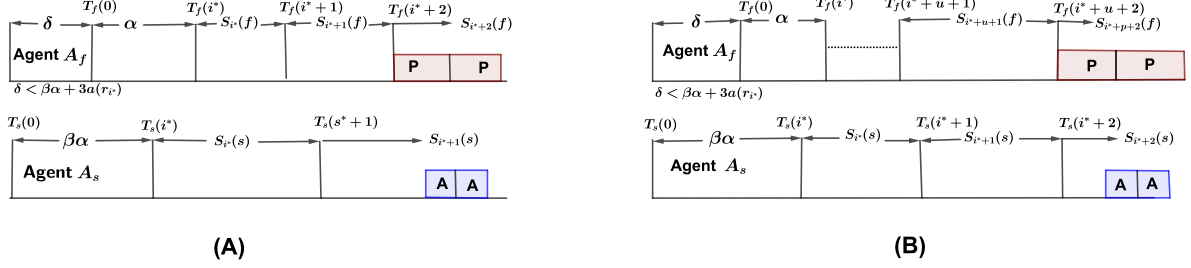 T_f(0) T_f(i*) T_f(i* + 1) T_f(i* + 2)
δ α S_{i*}(f) S_{i*+1}(f) S_{i*+2}(f)
Agent A_f P P
δ < βα + 3a(r_{i*})
T_s(0) T_s(i*) T_s(s* + 1)
βα S_{i*}(s) S_{i*+1}(s)
Agent A_s A A
(A)
T_f(0) T_f(i*) T_f(i* + u + 1) T_f(i* + u + 2)
δ α S_{i*+u+1}(f) S_{i*+p+2}(f)
Agent A_f P P
δ < βα + 3a(r_{i*})
T_s(0) T_s(i*) T_s(i* + 1) T_s(i* + 2)
βα S_{i*}(s) S_{i*+1}(s) S_{i*+2}(s)
Agent A_s A A
(B)